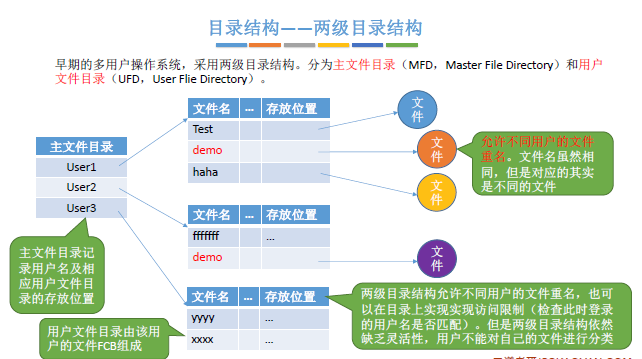 目录结构——两级目录结构
早期的多用户操作系统，采用两级目录结构。分为主文件目录（MFD，Master File Directory）和用户
文件目录（UFD，User Flie Directory）。
主文件目录
User1
User2
User3
文件名 ... 存放位置
Test
demo
haha
文件名 ... 存放位置
fffffff ...
demo
文件名 ... 存放位置
yyyy ...
xxxx ...
文
件
文
件
文
件
文
件
允许不同用户的文件
重名。文件名虽然相
同，但是对应的其实
是不同的文件
主文件目录记
录用户名及相
应用户文件目
录的存放位置
用户文件目录由该用
户的文件FCB组成
两级目录结构允许不同用户的文件重名，也可
以在目录上实现实现访问限制（检查此时登录
的用户名是否匹配）。但是两级目录结构依然
缺乏灵活性，用户不能对自己的文件进行分类